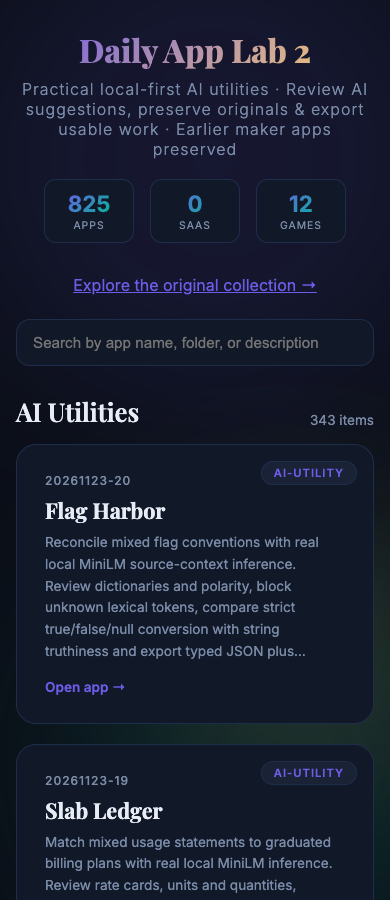 Daily App Lab 2
Practical local-first AI utilities · Review AI
suggestions, preserve originals & export
usable work · Earlier maker apps
preserved
825
APPS
0
SAAS
12
GAMES
Explore the original collection →
Search by app name, folder, or description
AI Utilities
343 items
20261123-20
AI-UTILITY
Flag Harbor
Reconcile mixed flag conventions with real
local MiniLM source-context inference.
Review dictionaries and polarity, block
unknown lexical tokens, compare strict
true/false/null conversion with string
truthiness and export typed JSON plus...
Open app →
20261123-19
AI-UTILITY
Slab Ledger
Match mixed usage statements to graduated
billing plans with real local MiniLM inference.
Review rate cards, units and quantities,